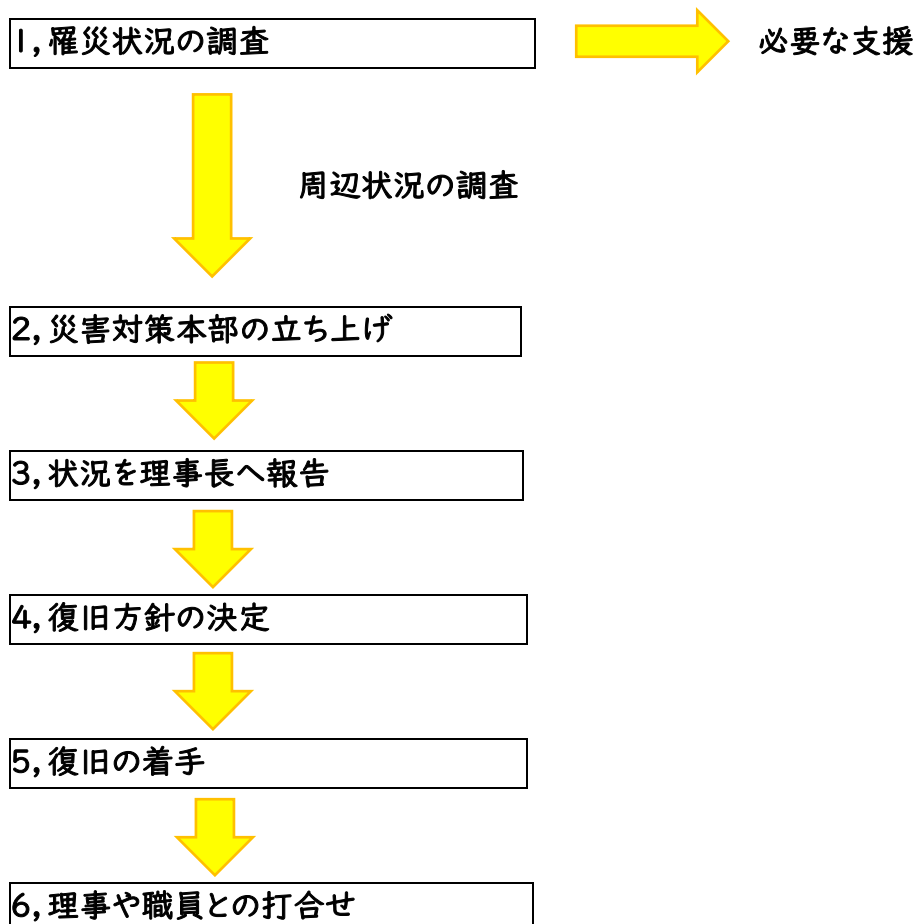 1,罹災状況の調査
必要な支援
周辺状況の調査
2,災害対策本部の立ち上げ
3,状況を理事長へ報告
4,復旧方針の決定
5,復旧の着手
6,理事や職員との打合せ